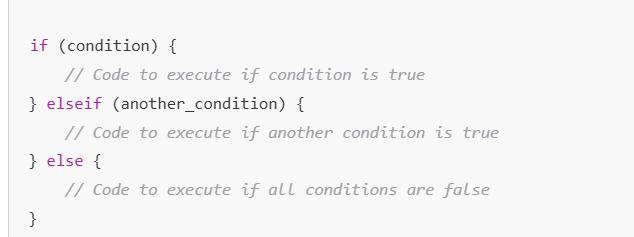 if (condition) {
    // Code to execute if condition is true
} elseif (another_condition) {
    // Code to execute if another condition is true
} else {
    // Code to execute if all conditions are false
}